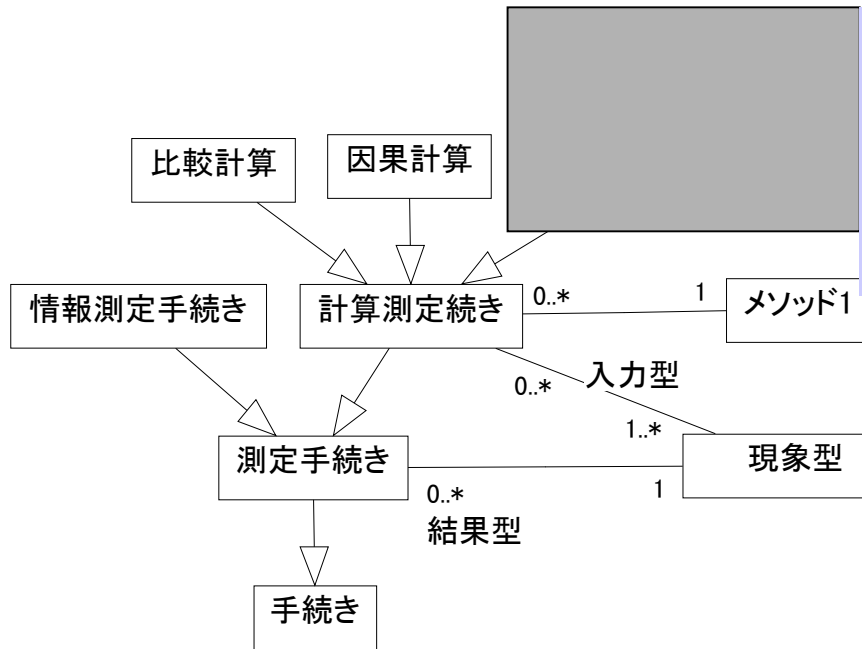 比較計算
因果計算
情報測定手続き
計算測定続き
0..*
1
メソッド1
0..*
入力型
1..*
測定手続き
現象型
0..*
1
結果型
手続き